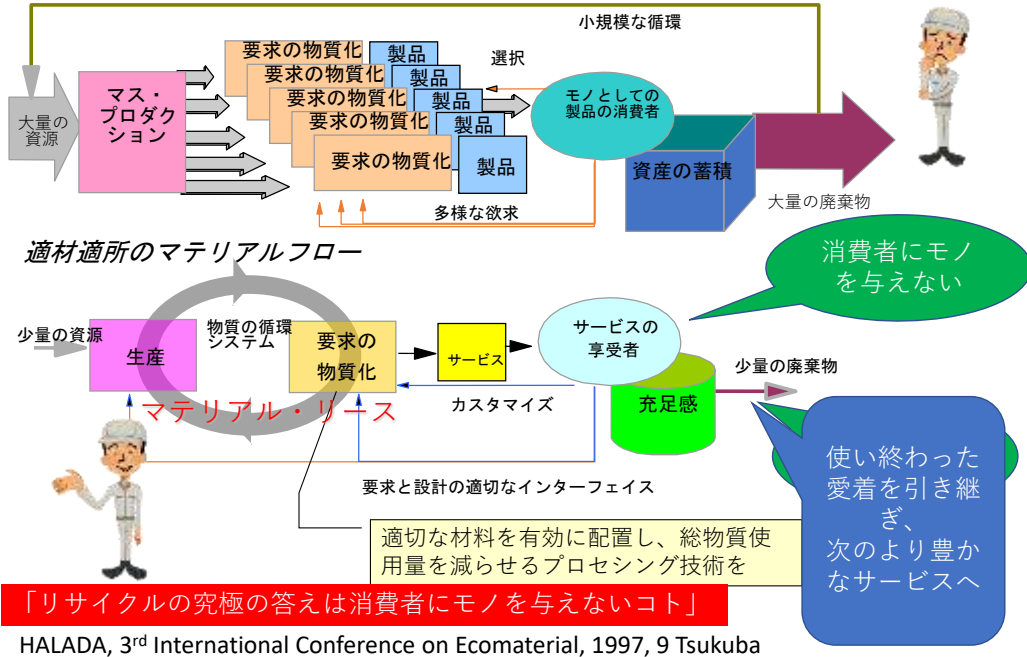 小規模な循環
大量の
資源
マス・
プロダク
ション
要求の物質化
製品
要求の物質化
製品
要求の物質化
製品
要求の物質化
製品
要求の物質化
製品
選択
モノとしての
製品の消費者
資産の蓄積
大量の廃棄物
多様な欲求
適材適所のマテリアルフロー
消費者にモノ
を与えない
少量の資源
生産
物質の循環
システム
要求の
物質化
サービス
サービスの
享受者
充足感
少量の廃棄物
カスタマイズ
マテリアル・リース
要求と設計の適切なインターフェイス
使い終わった
愛着を引き継
ぎ、
次のより豊か
なサービスへ
適切な材料を有効に配置し、総物質使
用量を減らせるプロセシング技術を
「リサイクルの究極の答えは消費者にモノを与えないコト」
HALADA, 3rd International Conference on Ecomaterial, 1997, 9 Tsukuba